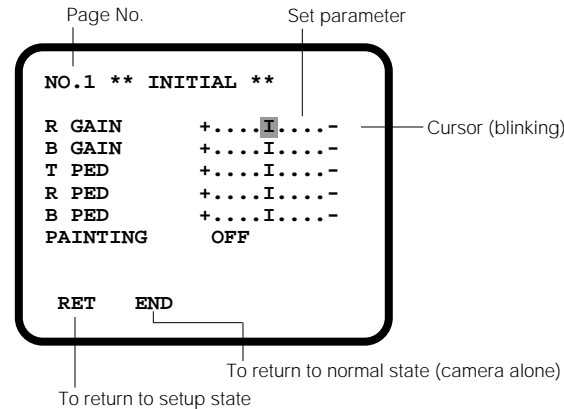 Page No.
Set parameter
NO.1 ** INITIAL **
R GAIN +....I....-
Cursor (blinking)
B GAIN +....I....-
T PED +....I....-
R PED +....I....-
B PED +....I....-
PAINTING OFF
RET END
To return to normal state (camera alone)
To return to setup state